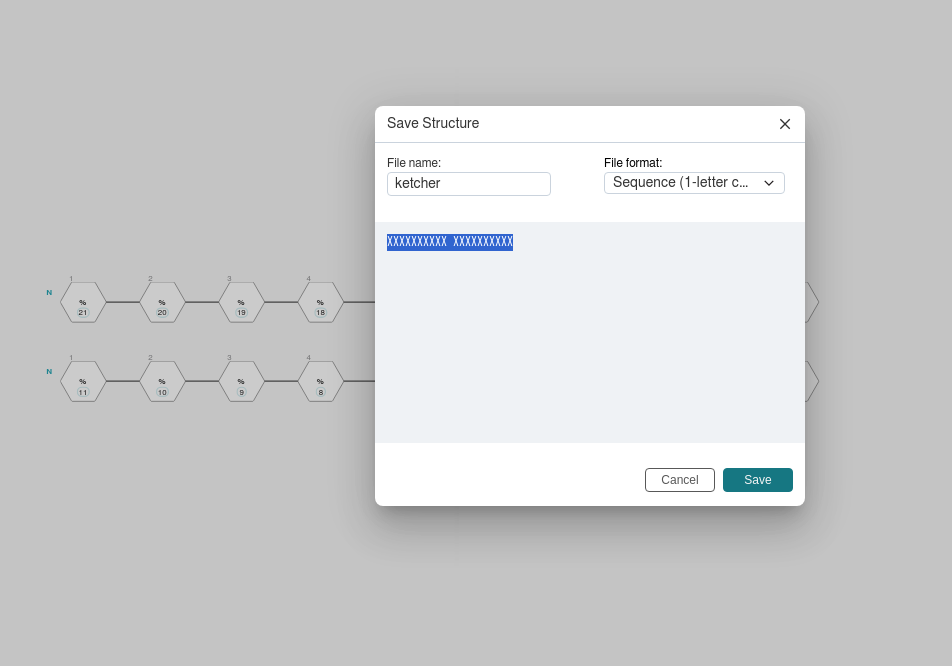 Save Structure
File name:
File format:
ketcher
Sequence (1-letter c...
XXXXXXXXXX XXXXXXXXXX
1 2 3 4
N
% % % %
21 20 19 18
1 2 3 4
N
% % % %
11 10 9 8
Cancel Save